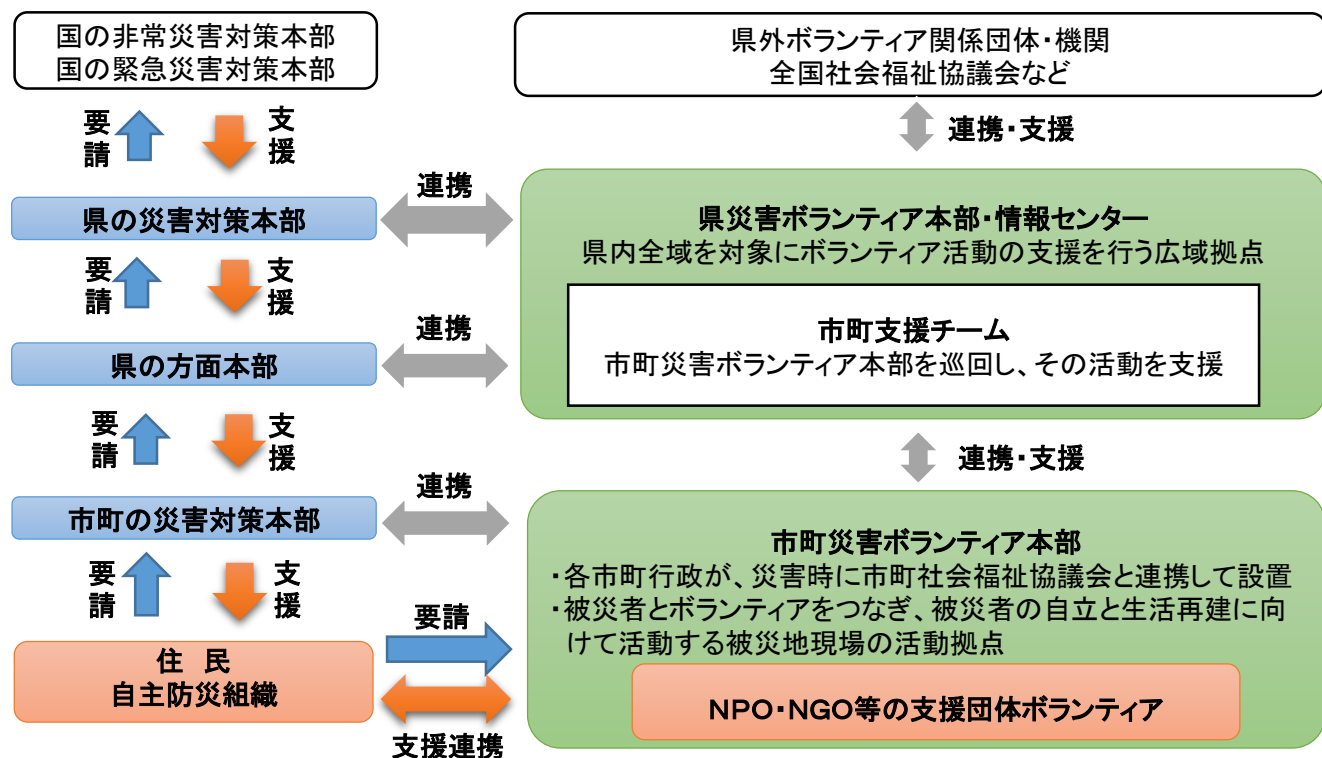 国の非常災害対策本部
国の緊急災害対策本部
県外ボランティア関係団体・機関
全国社会福祉協議会など
要請
支援
連携・支援
県の災害対策本部
連携
県災害ボランティア本部・情報センター
県内全域を対象にボランティア活動の支援を行う広域拠点
要請
支援
市町支援チーム
市町災害ボランティア本部を巡回し、その活動を支援
県の方面本部
連携
要請
支援
連携・支援
市町の災害対策本部
連携
市町災害ボランティア本部
・各市町行政が、災害時に市町社会福祉協議会と連携して設置
・被災者とボランティアをつなぎ、被災者の自立と生活再建に向
けて活動する被災地現場の活動拠点
要請
支援
要請
住 民
自主防災組織
NPO・NGO等の支援団体ボランティア
支援連携